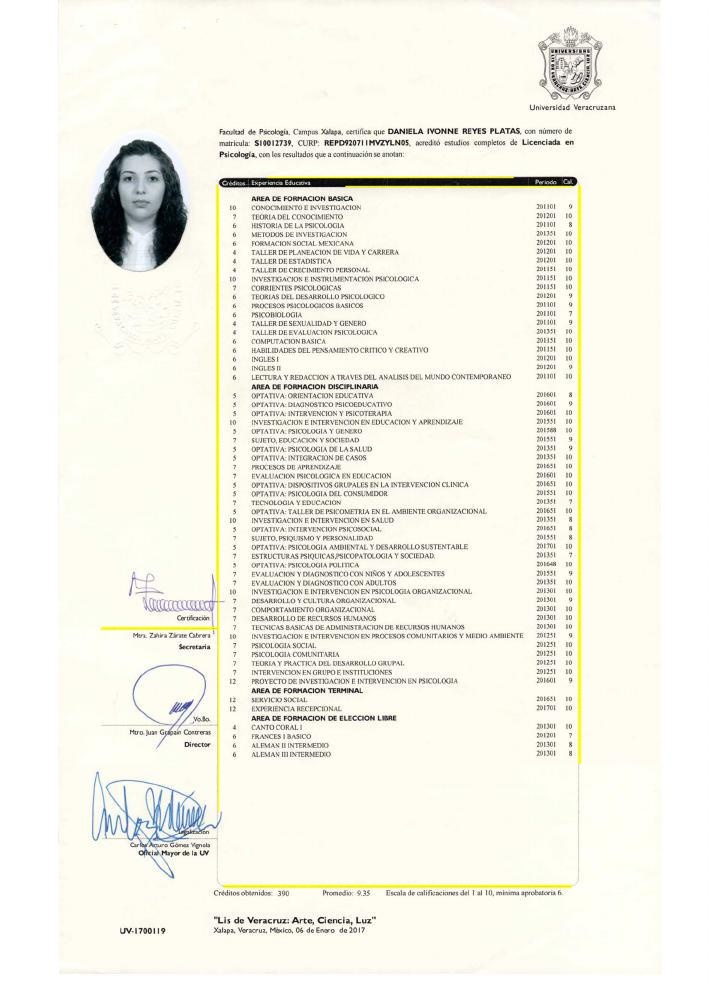 Universidad Veracruzana
Facultad de Psicología, Campus Xalapa, certifica que DANIELA IVONNE REYES PLATAS, con número de
matrícula: S10012739, CURP: REPD920711MVZYLN05, acreditó estudios completos de Licenciada en
Psicología, con los resultados que a continuación se anotan:
Créditos Experiencia Educativa Periodo Cal.
AREA DE FORMACION BASICA
10 CONOCIMIENTO E INVESTIGACION 201101 9
7 TEORIA DEL CONOCIMIENTO 201201 10
6 HISTORIA DE LA PSICOLOGIA 201101 8
6 METODOS DE INVESTIGACION 201351 10
6 FORMACION SOCIAL MEXICANA 201201 10
4 TALLER DE PLANEACION DE VIDA Y CARRERA 201201 10
4 TALLER DE ESTADISTICA 201201 10
4 TALLER DE CRECIMIENTO PERSONAL 201151 10
10 INVESTIGACION E INSTRUMENTACION PSICOLOGICA 201151 10
7 CORRIENTES PSICOLOGICAS 201151 10
6 TEORIAS DEL DESARROLLO PSICOLOGICO 201201 9
6 PROCESOS PSICOLOGICOS BASICOS 201101 9
6 PSICOBIOLOGIA 201101 7
4 TALLER DE SEXUALIDAD Y GENERO 201101 9
4 TALLER DE EVALUACION PSICOLOGICA 201351 10
6 COMPUTACION BASICA 201151 10
6 HABILIDADES DEL PENSAMIENTO CRITICO Y CREATIVO 201151 10
6 INGLES I 201201 10
6 INGLES II 201201 9
6 LECTURA Y REDACCION A TRAVES DEL ANALISIS DEL MUNDO CONTEMPORANEO 201101 10
AREA DE FORMACION DISCIPLINARIA
5 OPTATIVA: ORIENTACION EDUCATIVA 201601 8
5 OPTATIVA: DIAGNOSTICO PSICOEDUCATIVO 201601 9
5 OPTATIVA: INTERVENCION Y PSICOTERAPIA 201601 10
10 INVESTIGACION E INTERVENCION EN EDUCACION Y APRENDIZAJE 201551 10
5 OPTATIVA: PSICOLOGIA Y GENERO 201588 10
7 SUJETO, EDUCACION Y SOCIEDAD 201551 9
5 OPTATIVA: PSICOLOGIA DE LA SALUD 201351 9
5 OPTATIVA: INTEGRACION DE CASOS 201351 10
7 PROCESOS DE APRENDIZAJE 201651 10
7 EVALUACION PSICOLOGICA EN EDUCACION 201601 10
5 OPTATIVA: DISPOSITIVOS GRUPALES EN LA INTERVENCION CLINICA 201651 10
5 OPTATIVA: PSICOLOGIA DEL CONSUMIDOR 201551 10
7 TECNOLOGIA Y EDUCACION 201351 7
5 OPTATIVA: TALLER DE PSICOMETRIA EN EL AMBIENTE ORGANIZACIONAL 201651 10
10 INVESTIGACION E INTERVENCION EN SALUD 201351 8
5 OPTATIVA: INTERVENCION PSICOSOCIAL 201651 8
7 SUJETO, PSIQUISMO Y PERSONALIDAD 201551 8
5 OPTATIVA: PSICOLOGIA AMBIENTAL Y DESARROLLO SUSTENTABLE 201701 10
7 ESTRUCTURAS PSIQUICAS,PSICOPATOLOGIA Y SOCIEDAD. 201351 7
5 OPTATIVA: PSICOLOGIA POLITICA 201648 10
7 EVALUACION Y DIAGNOSTICO CON NIÑOS Y ADOLESCENTES 201551 9
7 EVALUACION Y DIAGNOSTICO CON ADULTOS 201351 10
10 INVESTIGACION E INTERVENCION EN PSICOLOGIA ORGANIZACIONAL 201301 10
7 DESARROLLO Y CULTURA ORGANIZACIONAL 201301 9
7 COMPORTAMIENTO ORGANIZACIONAL 201301 10
7 DESARROLLO DE RECURSOS HUMANOS 201301 10
7 TECNICAS BASICAS DE ADMINISTRACION DE RECURSOS HUMANOS 201301 10
10 INVESTIGACION E INTERVENCION EN PROCESOS COMUNITARIOS Y MEDIO AMBIENTE 201251 9
7 PSICOLOGIA SOCIAL 201251 10
7 PSICOLOGIA COMUNITARIA 201251 10
7 TEORIA Y PRACTICA DEL DESARROLLO GRUPAL 201251 10
7 INTERVENCION EN GRUPO E INSTITUCIONES 201251 10
12 PROYECTO DE INVESTIGACION E INTERVENCION EN PSICOLOGIA 201601 9
AREA DE FORMACION TERMINAL
12 SERVICIO SOCIAL 201651 10
12 EXPERIENCIA RECEPCIONAL 201701 10
AREA DE FORMACION DE ELECCION LIBRE
4 CANTO CORAL I 201301 10
6 FRANCES I BASICO 201201 7
6 ALEMAN II INTERMEDIO 201301 8
6 ALEMAN III INTERMEDIO 201301 8
Certificación
Mtra. Zahira Zárate Cabrera
Secretaria
Vo.Bo.
Mtro. Juan Grapain Contreras
Director
Legalización
Carlos Arturo Gómez Vignola
Oficial Mayor de la UV
Créditos obtenidos: 390 Promedio: 9.35 Escala de calificaciones del 1 al 10, mínima aprobatoria 6.
"Lis de Veracruz: Arte, Ciencia, Luz"
UV-1700119 Xalapa, Veracruz, México, 06 de Enero de 2017